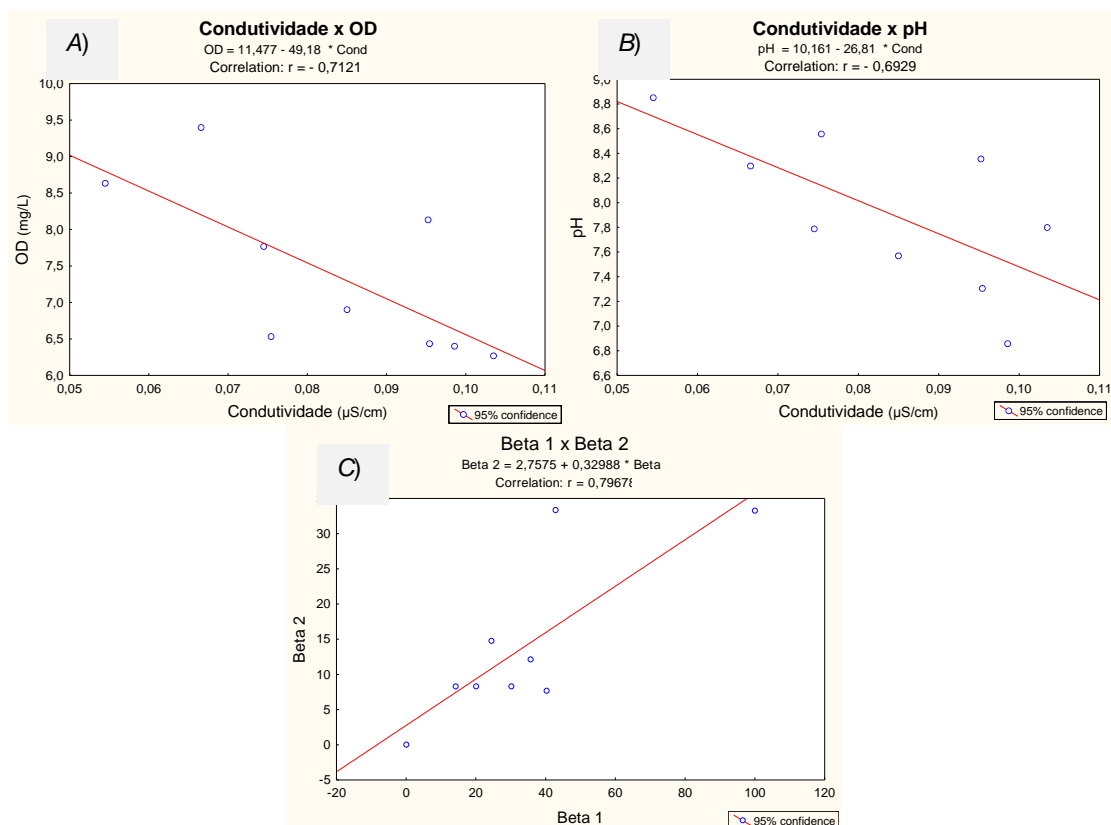 A)
Condutividade x OD
OD = 11,477 - 49,18 * Cond
Correlation: r = - 0,7121
10,0
9,5
9,0
8,5
8,0
7,5
7,0
6,5
6,0
OD (mg/L)
0,05 0,06 0,07 0,08 0,09 0,10 0,11
Condutividade (µS/cm)
95% confidence
B)
Condutividade x pH
pH = 10,161 - 26,81 * Cond
Correlation: r = - 0,6929
9,0
8,8
8,6
8,4
8,2
8,0
7,8
7,6
7,4
7,2
7,0
6,8
6,6
pH
0,05 0,06 0,07 0,08 0,09 0,10 0,11
Condutividade (µS/cm)
95% confidence
C)
Beta 1 x Beta 2
Beta 2 = 2,7575 + 0,32988 * Beta
Correlation: r = 0,79678
30
25
20
15
10
5
0
-5
Beta 2
-20 0 20 40 60 80 100 120
Beta 1
95% confidence